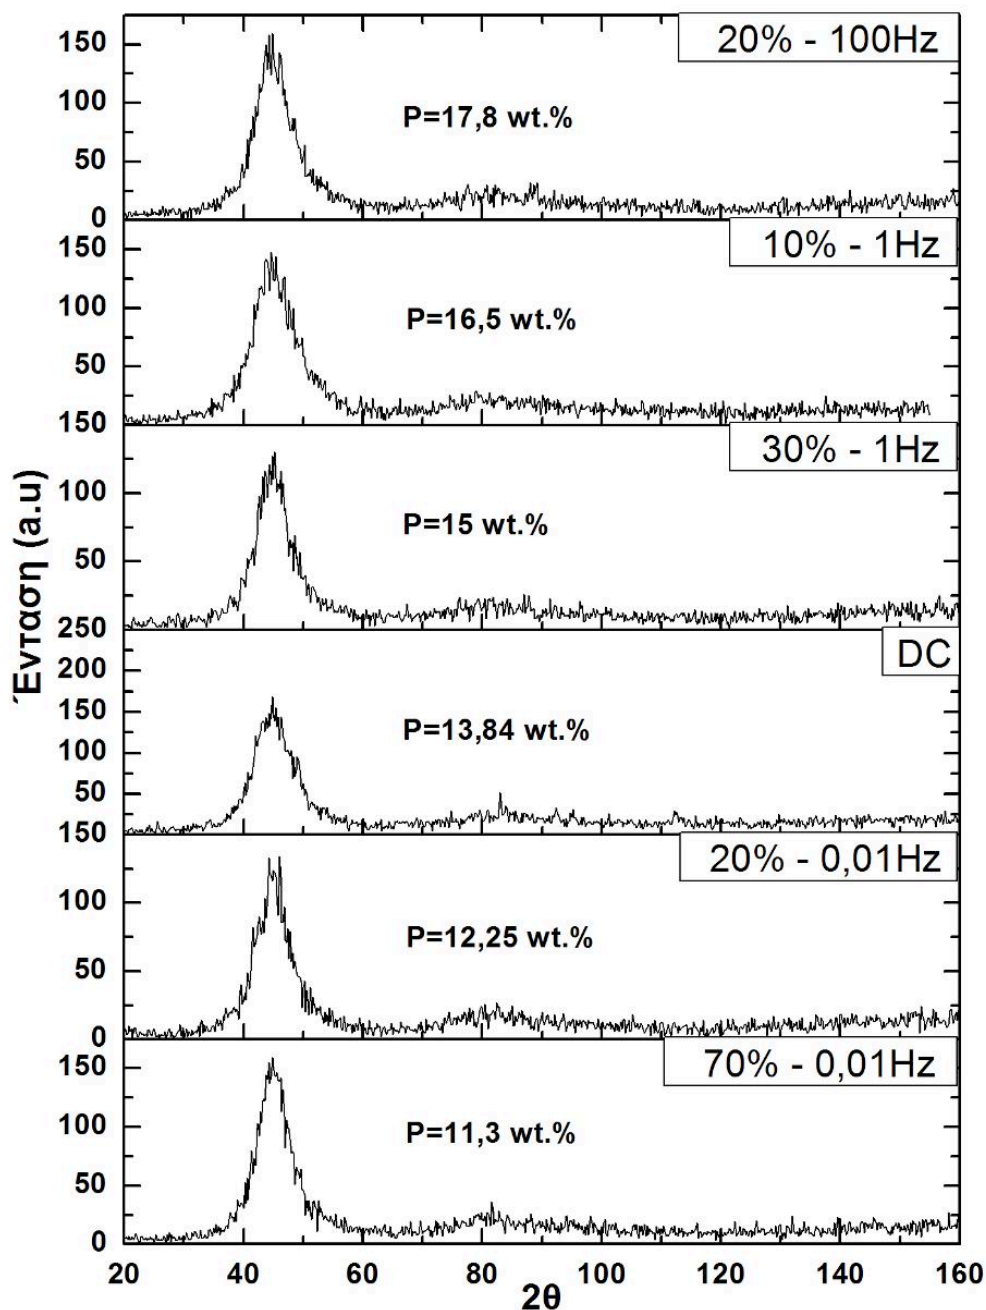 20% - 100Hz
150
100
50
0
P=17,8 wt.%
10% - 1Hz
150
100
50
150
P=16,5 wt.%
30% - 1Hz
100
50
250
P=15 wt.%
DC
200
150
100
50
150
P=13,84 wt.%
20% - 0,01Hz
100
50
0
P=12,25 wt.%
70% - 0,01Hz
150
100
50
0
P=11,3 wt.%
Ένταση (a.u)
20 40 60 80 100 120 140 160
2θ